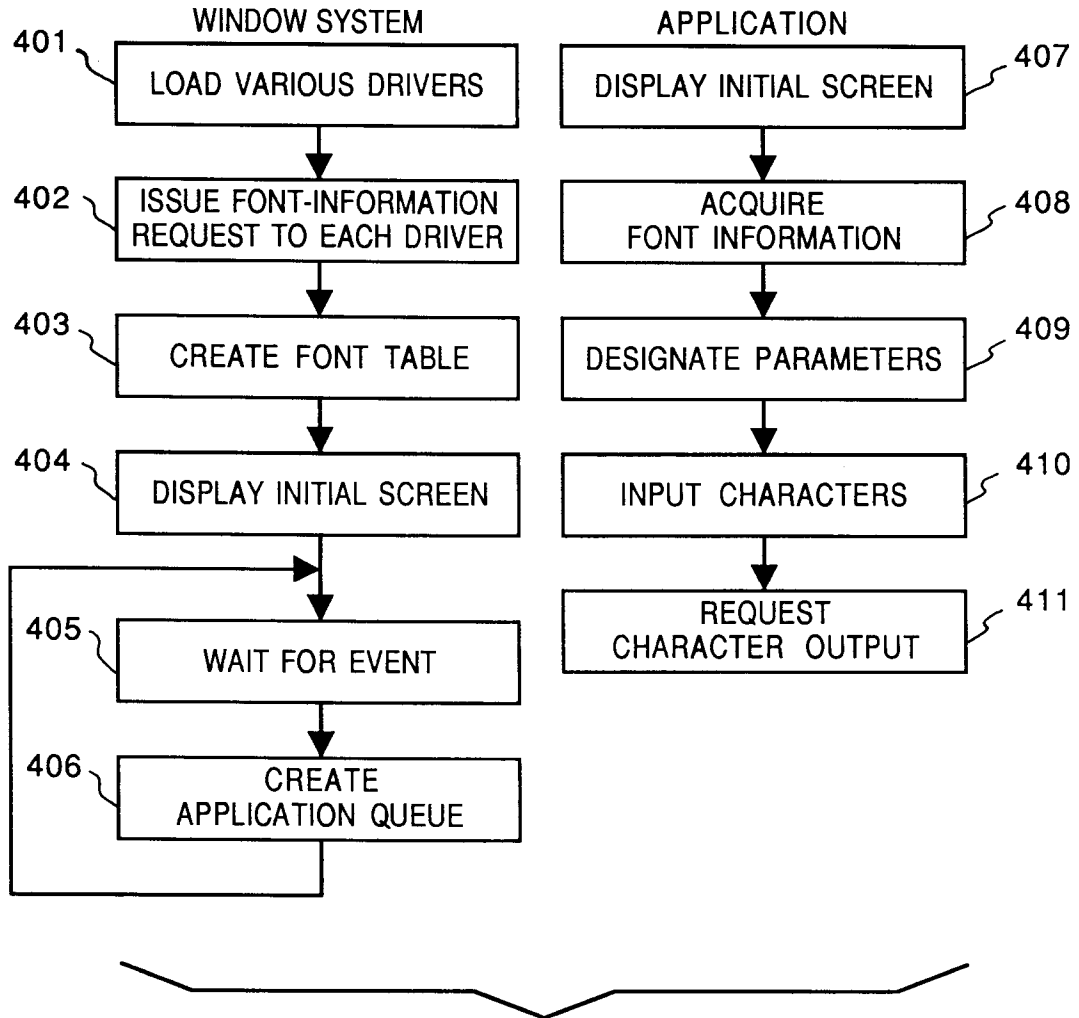 WINDOW SYSTEM
401
LOAD VARIOUS DRIVERS
402
ISSUE FONT-INFORMATION
REQUEST TO EACH DRIVER
403
CREATE FONT TABLE
404
DISPLAY INITIAL SCREEN
405
WAIT FOR EVENT
406
CREATE
APPLICATION QUEUE
APPLICATION
407
DISPLAY INITIAL SCREEN
408
ACQUIRE
FONT INFORMATION
409
DESIGNATE PARAMETERS
410
INPUT CHARACTERS
411
REQUEST
CHARACTER OUTPUT